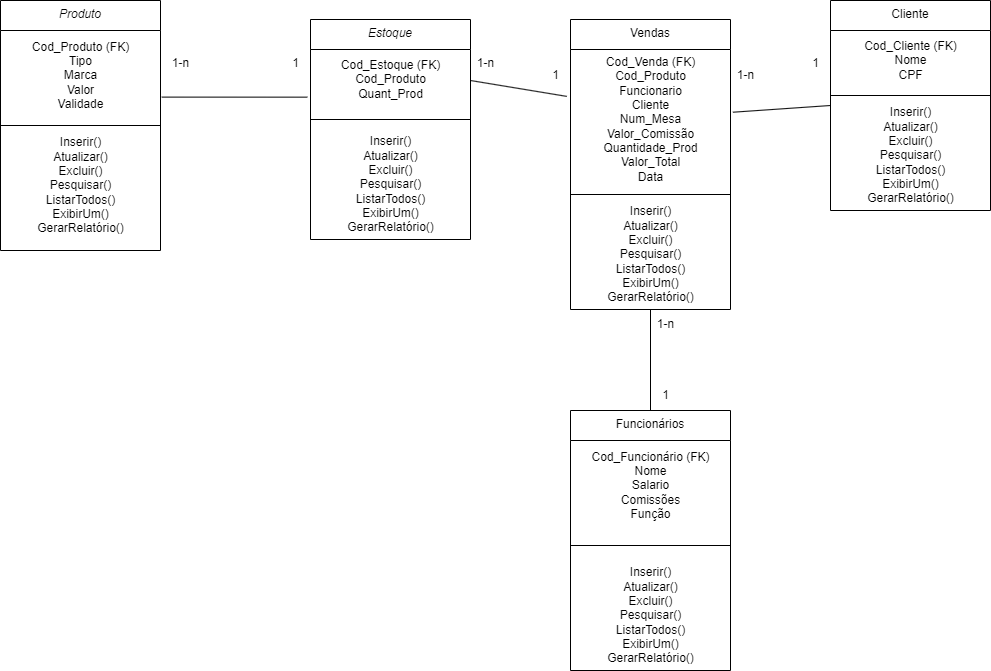 Produto
Cod_Produto (FK)
Tipo
Marca
Valor
Validade
Inserir()
Atualizar()
Excluir()
Pesquisar()
ListarTodos()
ExibirUm()
GerarRelatório()
1-n
1
Estoque
Cod_Estoque (FK)
Cod_Produto
Quant_Prod
Inserir()
Atualizar()
Excluir()
Pesquisar()
ListarTodos()
ExibirUm()
GerarRelatório()
1-n
1
Vendas
Cod_Venda (FK)
Cod_Produto
Funcionario
Cliente
Num_Mesa
Valor_Comissão
Quantidade_Prod
Valor_Total
Data
Inserir()
Atualizar()
Excluir()
Pesquisar()
ListarTodos()
ExibirUm()
GerarRelatório()
1-n
1
Cliente
Cod_Cliente (FK)
Nome
CPF
Inserir()
Atualizar()
Excluir()
Pesquisar()
ListarTodos()
ExibirUm()
GerarRelatório()
1-n
1
Funcionários
Cod_Funcionário (FK)
Nome
Salario
Comissões
Função
Inserir()
Atualizar()
Excluir()
Pesquisar()
ListarTodos()
ExibirUm()
GerarRelatório()